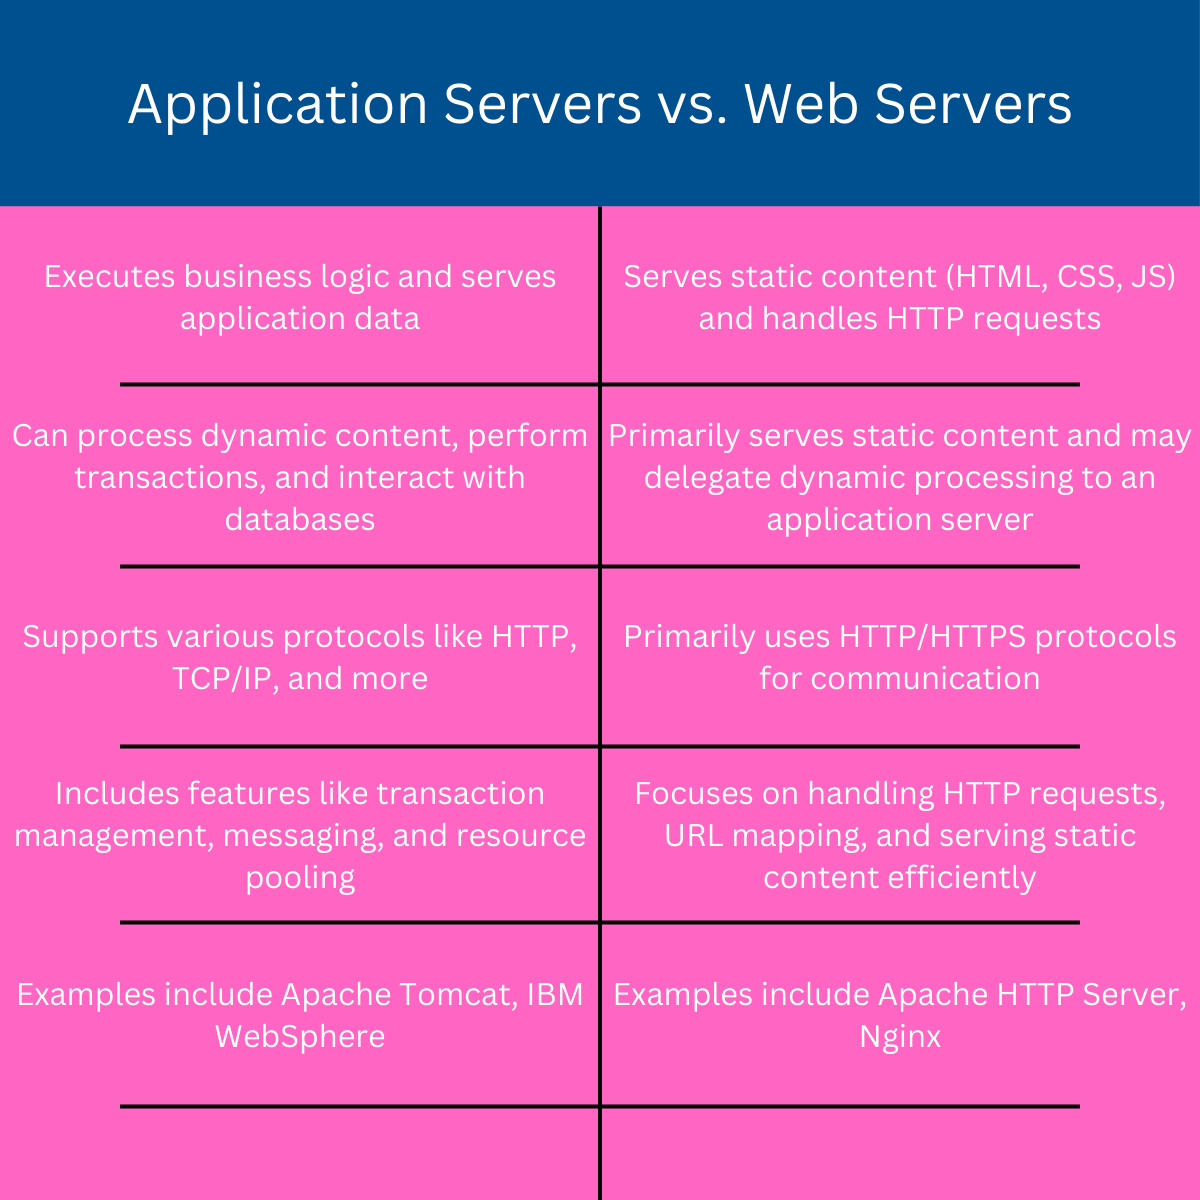 Application Servers vs. Web Servers
Executes business logic and serves
application data
Serves static content (HTML, CSS, JS)
and handles HTTP requests
Can process dynamic content, perform
transactions, and interact with
databases
Primarily serves static content and may
delegate dynamic processing to an
application server
Supports various protocols like HTTP,
TCP/IP, and more
Primarily uses HTTP/HTTPS protocols
for communication
Includes features like transaction
management, messaging, and resource
pooling
Focuses on handling HTTP requests,
URL mapping, and serving static
content efficiently
Examples include Apache Tomcat, IBM
WebSphere
Examples include Apache HTTP Server,
Nginx